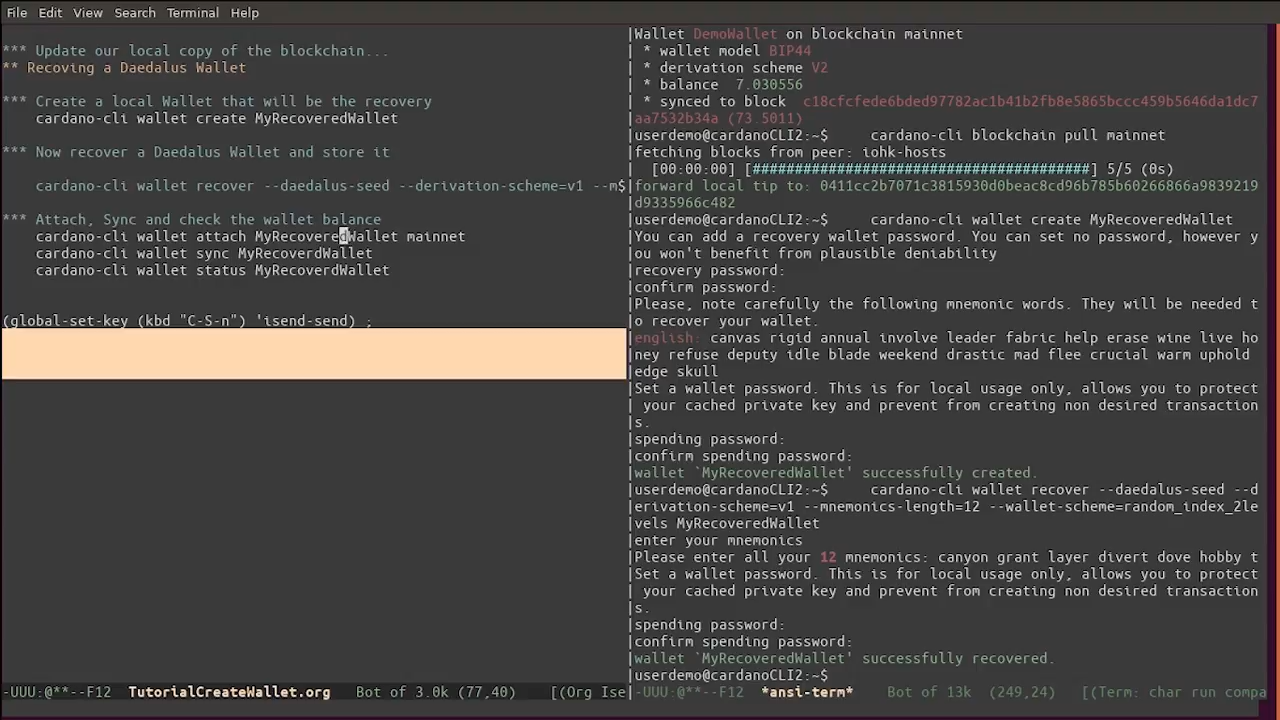 File Edit View Search Terminal Help
*** Update our local copy of the blockchain...
** Recoving a Daedalus Wallet
*** Create a local Wallet that will be the recovery
cardano-cli wallet create MyRecoveredWallet
*** Now recover a Daedalus Wallet and store it
cardano-cli wallet recover --daedalus-seed --derivation-scheme=v1 --m$
*** Attach, Sync and check the wallet balance
cardano-cli wallet attach MyRecoveredWallet mainnet
cardano-cli wallet sync MyRecoverdWallet
cardano-cli wallet status MyRecoverdWallet
(global-set-key (kbd "C-S-n") 'isend-send) ;
-UUU:@**--F12 TutorialCreateWallet.org Bot of 3.0k (77,40) [(Org Ise
|Wallet DemoWallet on blockchain mainnet
| * wallet model BIP44
| * derivation scheme V2
| * balance 7.030556
| * synced to block c18cfcfede6bded97782ac1b41b2fb8e5865bccc459b5646da1dc7
|aa7532b34a (73.5011)
|userdemo@cardanoCLI2:~$ cardano-cli blockchain pull mainnet
|fetching blocks from peer: iohk-hosts
| [00:00:00] [########################################] 5/5 (0s)
|forward local tip to: 0411cc2b7071c3815930d0beac8cd96b785b60266866a9839219
|d9335966c482
|userdemo@cardanoCLI2:~$ cardano-cli wallet create MyRecoveredWallet
|You can add a recovery wallet password. You can set no password, however y
|ou won't benefit from plausible deniability
|recovery password:
|confirm password:
|Please, note carefully the following mnemonic words. They will be needed t
|o recover your wallet.
|english: canvas rigid annual involve leader fabric help erase wine live ho
|ney refuse deputy idle blade weekend drastic mad flee crucial warm uphold
|edge skull
|Set a wallet password. This is for local usage only, allows you to protect
| your cached private key and prevent from creating non desired transaction
|s.
|spending password:
|confirm spending password:
|wallet `MyRecoveredWallet' successfully created.
|userdemo@cardanoCLI2:~$ cardano-cli wallet recover --daedalus-seed --d
|erivation-scheme=v1 --mnemonics-length=12 --wallet-scheme=random_index_2le
|vels MyRecoveredWallet
|enter your mnemonics
|Please enter all your 12 mnemonics: canyon grant layer divert dove hobby t
|Set a wallet password. This is for local usage only, allows you to protect
| your cached private key and prevent from creating non desired transaction
|s.
|spending password:
|confirm spending password:
|wallet `MyRecoveredWallet' successfully recovered.
|userdemo@cardanoCLI2:~$
|-UUU:@**--F12 *ansi-term* Bot of 13k (249,24) [(Term: char run compa